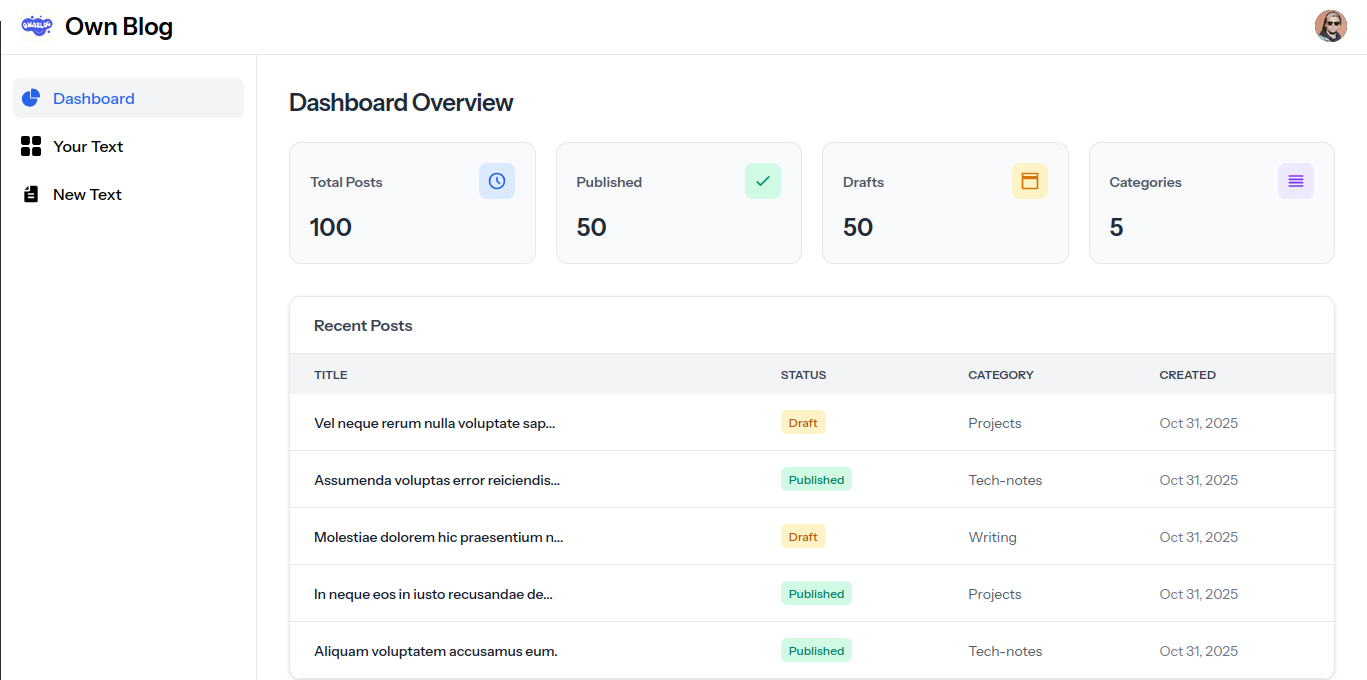 Own Blog
Dashboard
Your Text
New Text
Dashboard Overview
Total Posts
100
Published
50
Drafts
50
Categories
5
Recent Posts
TITLE STATUS CATEGORY CREATED
Vel neque rerum nulla voluptate sap... Draft Projects Oct 31, 2025
Assumenda voluptas error reiciendis... Published Tech-notes Oct 31, 2025
Molestiae dolorem hic praesentium n... Draft Writing Oct 31, 2025
In neque eos in iusto recusandae de... Published Projects Oct 31, 2025
Aliquam voluptatem accusamus eum. Published Tech-notes Oct 31, 2025